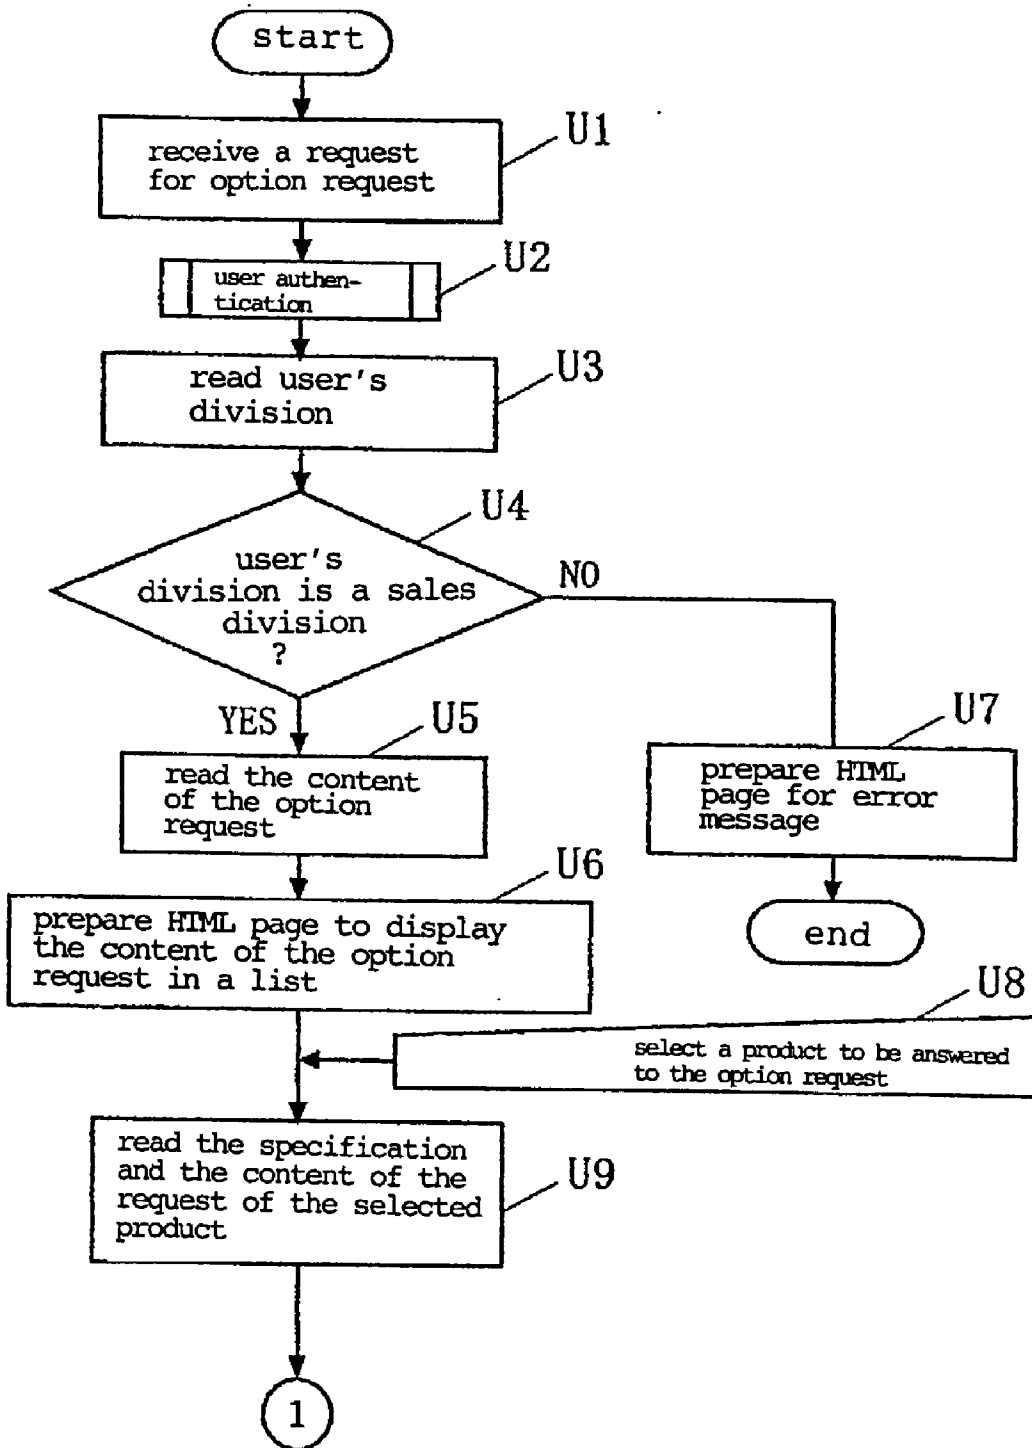 start
U1
receive a request
for option request
U2
user authen-
tication
U3
read user's
division
U4
user's
division is a sales
division
?
NO
YES
U5
read the content
of the option
request
U7
prepare HTML
page for error
message
U6
prepare HTML page to display
the content of the option
request in a list
end
U8
select a product to be answered
to the option request
read the specification
and the content of the
request of the selected
product
U9
1